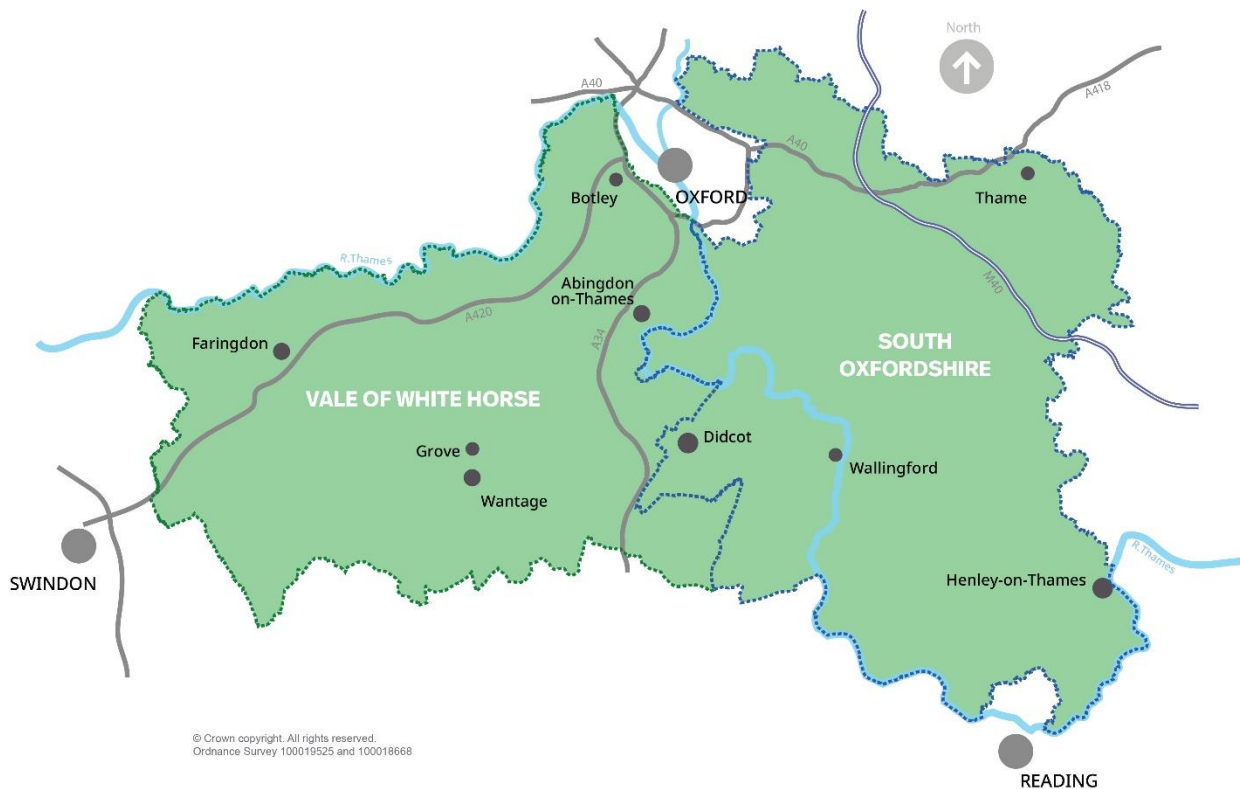 North
A40
A418
A40
Botley
OXFORD
Thame
R.Thames
M40
Abingdon
on-Thames
A420
A34
Faringdon
SOUTH
OXFORDSHIRE
VALE OF WHITE HORSE
Didcot
Grove
Wallingford
Wantage
R.Thames
SWINDON
Henley-on-Thames
© Crown copyright. All rights reserved.
Ordnance Survey 100019525 and 100018668
READING